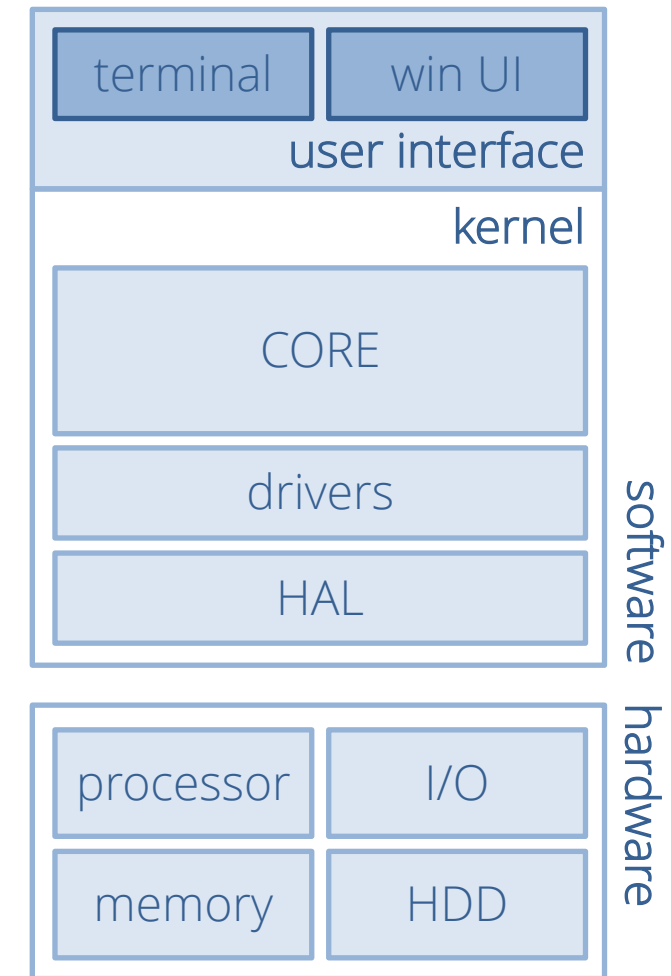 terminal
win UI
user interface
kernel
CORE
drivers
HAL
software
processor
I/O
memory
HDD
hardware